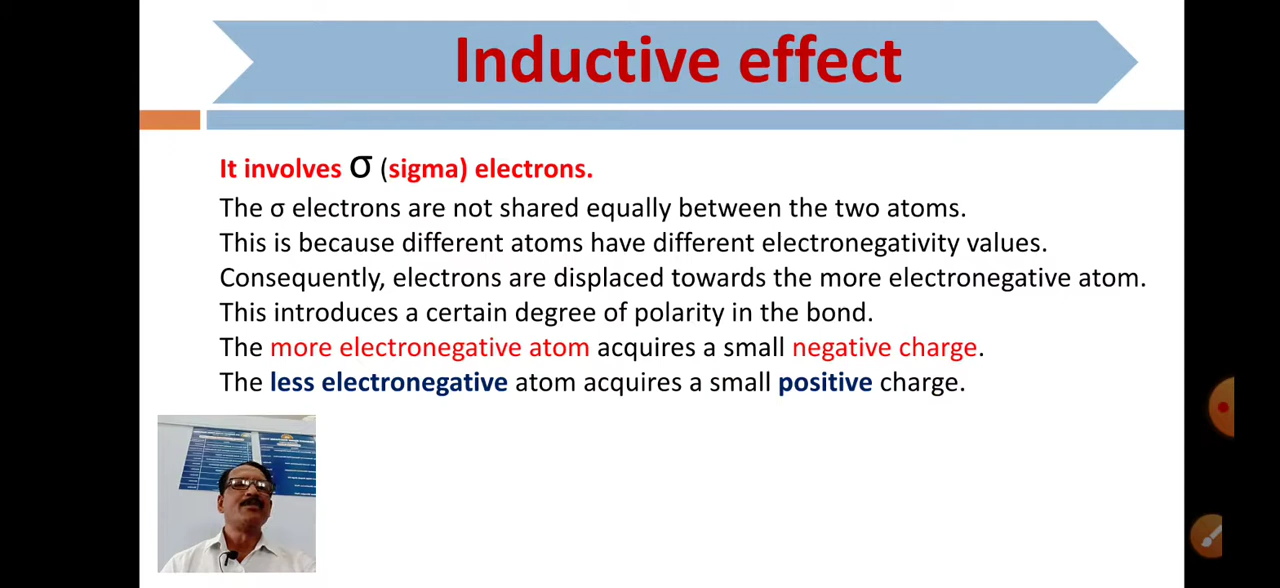 Inductive effect
It involves σ (sigma) electrons.
The σ electrons are not shared equally between the two atoms.
This is because different atoms have different electronegativity values.
Consequently, electrons are displaced towards the more electronegative atom.
This introduces a certain degree of polarity in the bond.
The more electronegative atom acquires a small negative charge.
The less electronegative atom acquires a small positive charge.